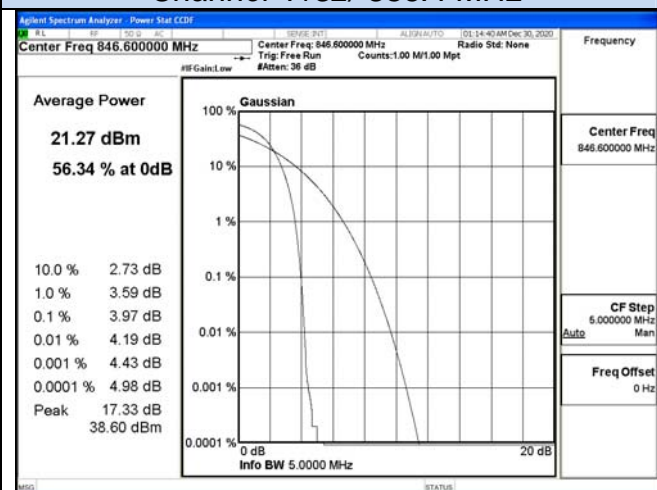 Agilent Spectrum Analyzer - Power Stat CCDF
RL RF 50 Ω AC SENSE:INT ALIGN AUTO 01:14:40 AM Dec 30, 2020
Center Freq 846.600000 MHz
Center Freq: 846.600000 MHz Radio Std: None
Trig: Free Run Counts:1.00 M/1.00 Mpt
#IFGain:Low #Atten: 36 dB
Frequency
Average Power
21.27 dBm
56.34 % at 0dB
10.0 % 2.73 dB
1.0 % 3.59 dB
0.1 % 3.97 dB
0.01 % 4.19 dB
0.001 % 4.43 dB
0.0001 % 4.98 dB
Peak 17.33 dB
38.60 dBm
Gaussian
100 %
10 %
1 %
0.1 %
0.01 %
0.001 %
0.0001 %
0 dB 20 dB
Info BW 5.0000 MHz
Center Freq
846.600000 MHz
CF Step
5.000000 MHz
Auto Man
Freq Offset
0 Hz
MSG STATUS